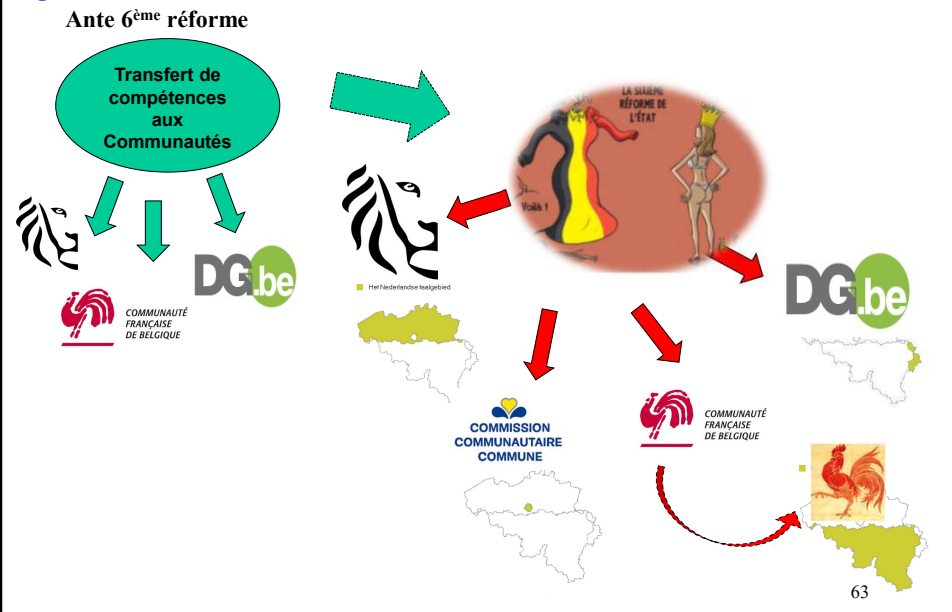 Ante 6ème réforme
Transfert de
compétences
aux
Communautés
LA SIXIÈME
RÉFORME DE
L'ÉTAT
Voilà !
DG.be
COMMUNAUTÉ
FRANÇAISE
DE BELGIQUE
Het Nederlandse taalgebied
DG.be
COMMISSION
COMMUNAUTAIRE
COMMUNE
COMMUNAUTÉ
FRANÇAISE
DE BELGIQUE
63